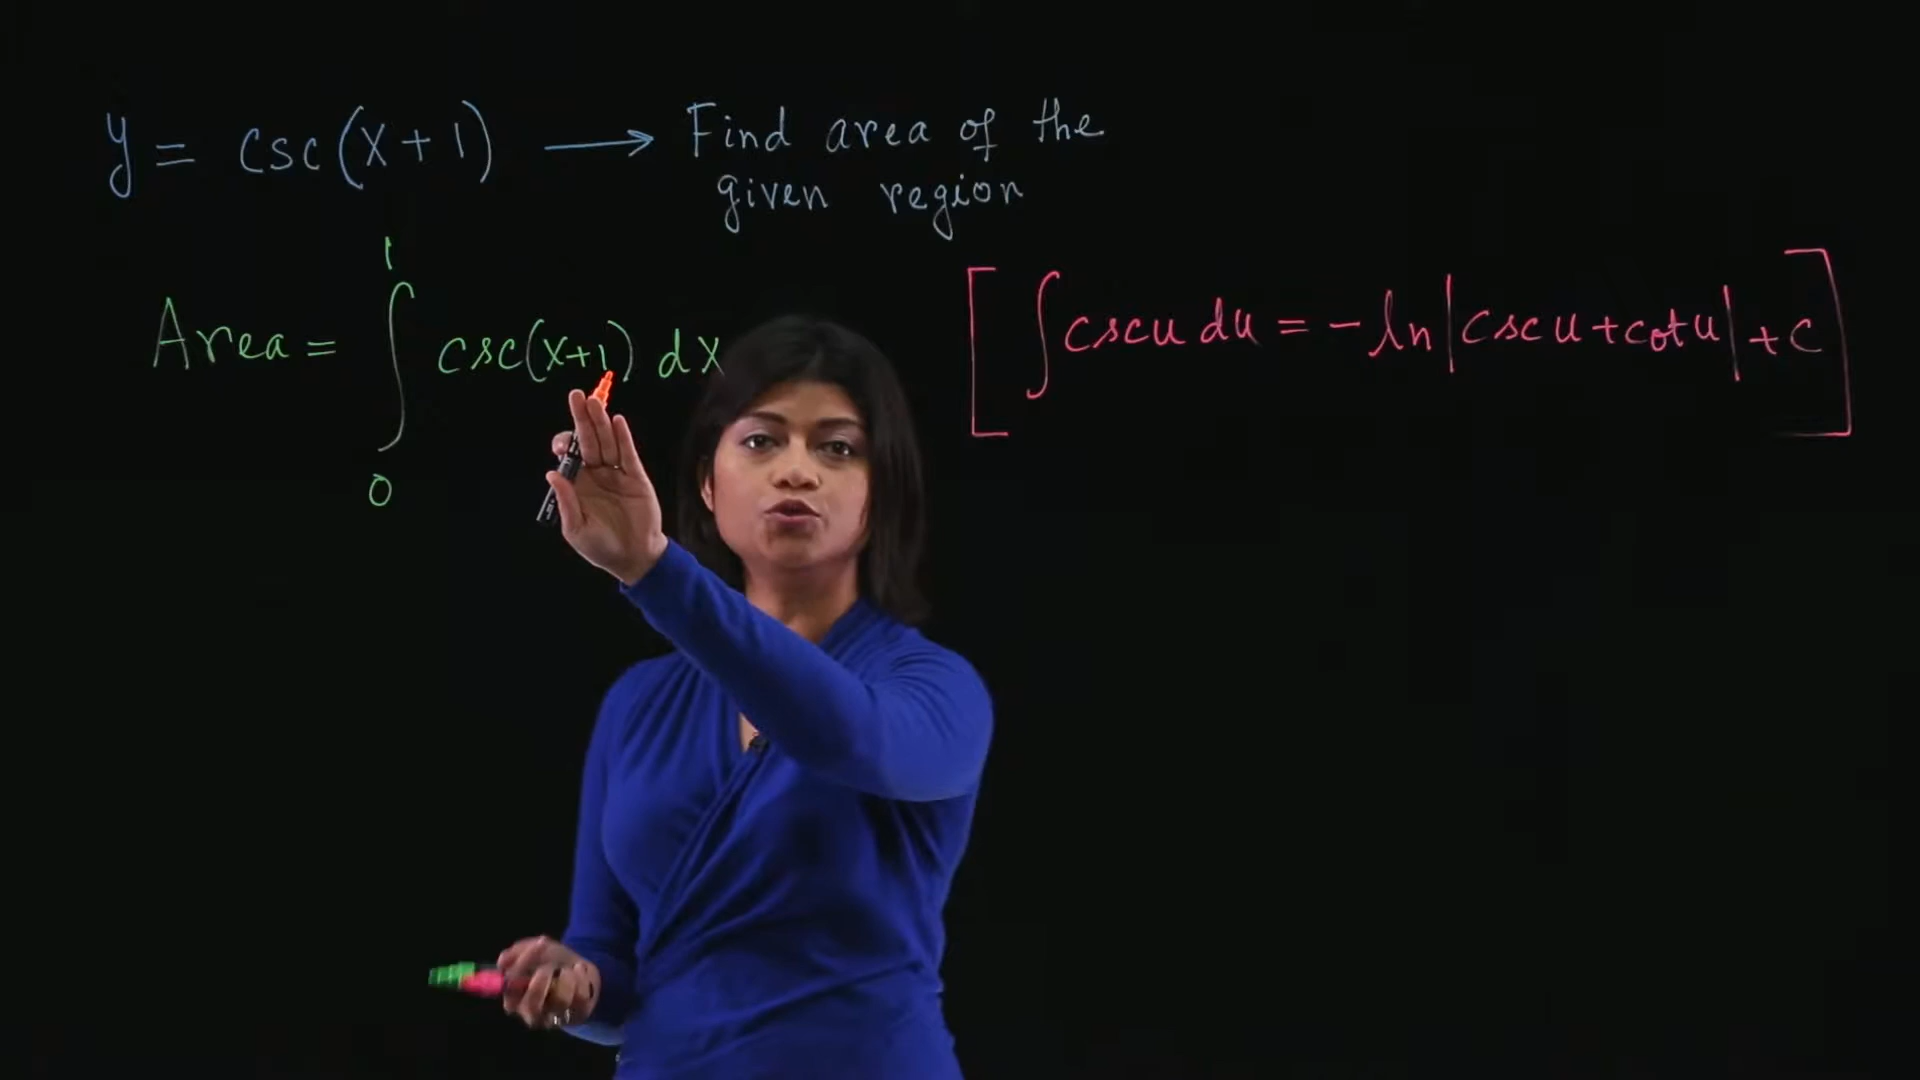 y = csc(x+1) → Find area of the
given region
Area = ∫₀¹ csc(x+1) dx
[∫ csc u du = -ln|csc u + cot u| + c]